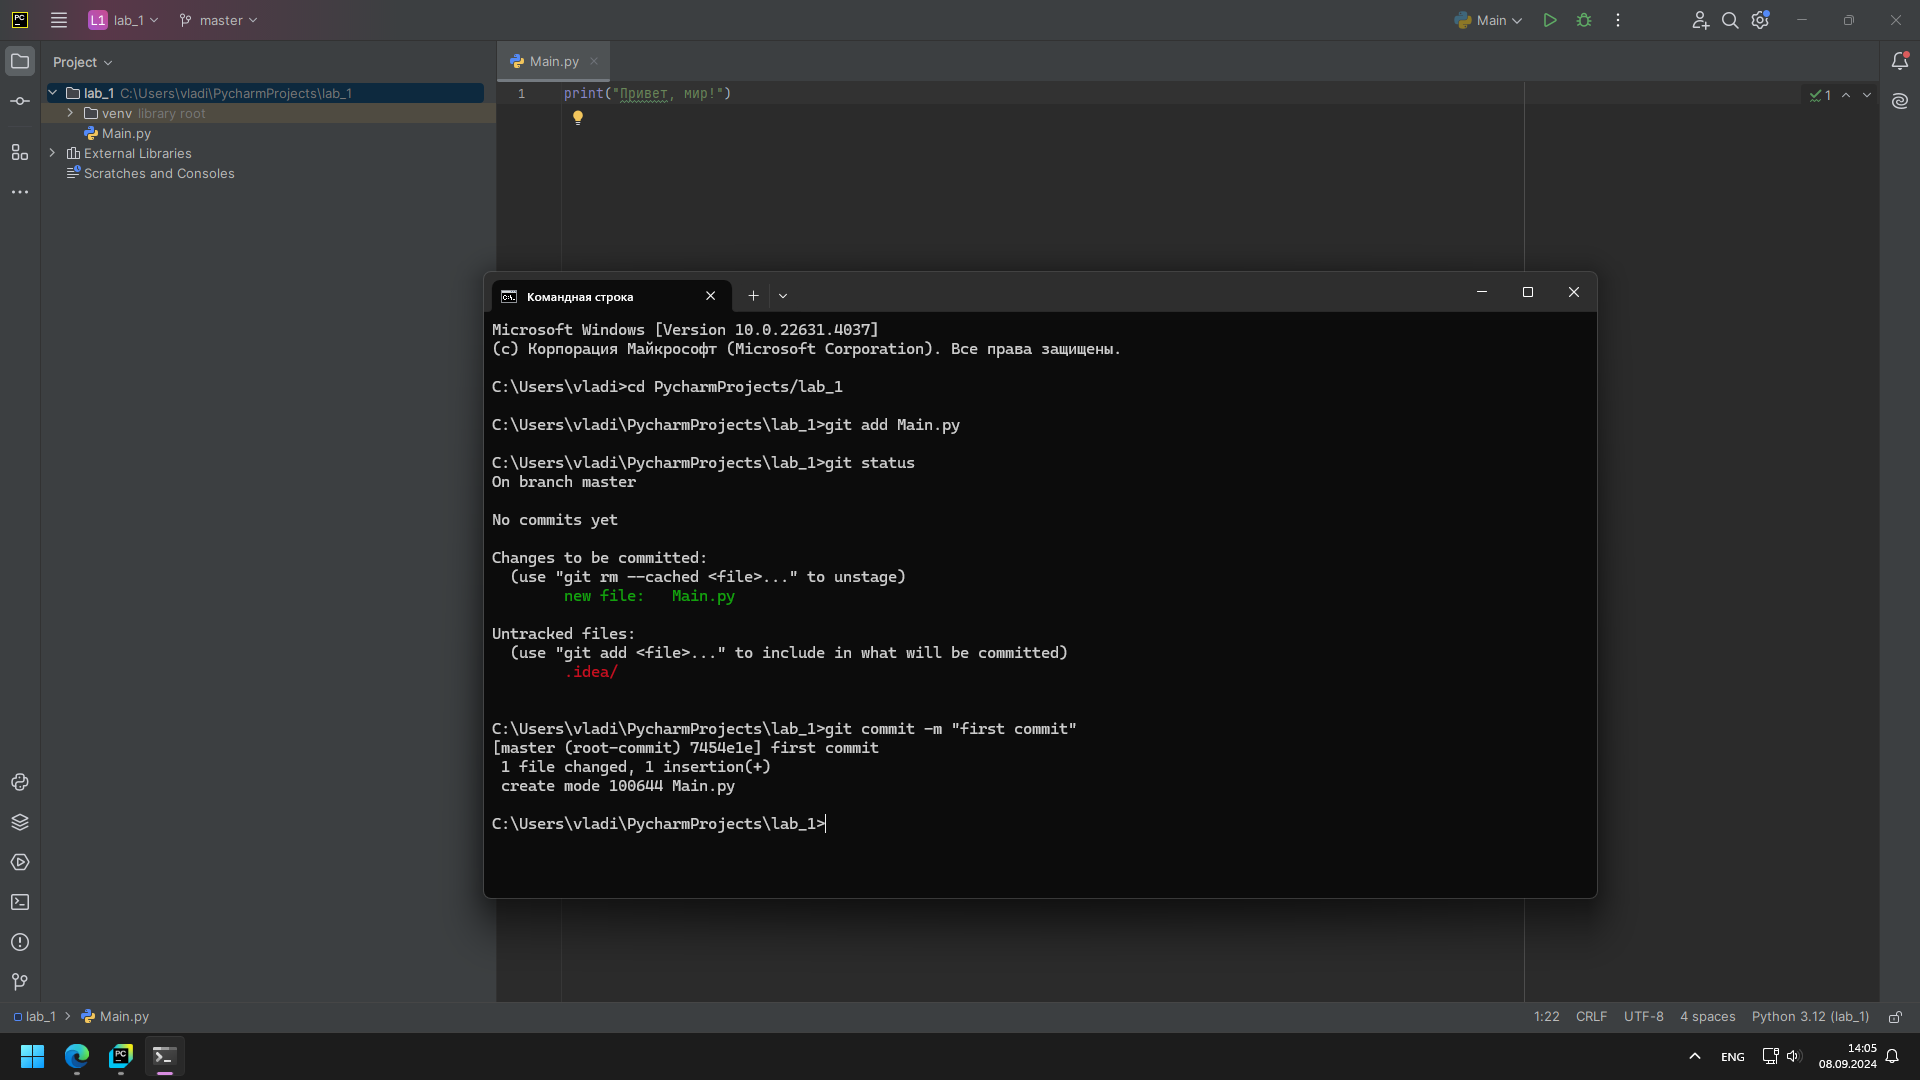 PC
L1 lab_1
master
Main
Project
Main.py
lab_1 C:\Users\vladi\PycharmProjects\lab_1
venv library root
Main.py
External Libraries
Scratches and Consoles
1 print("Привет, мир!")
1
Командная строка
Microsoft Windows [Version 10.0.22631.4037]
(c) Корпорация Майкрософт (Microsoft Corporation). Все права защищены.
C:\Users\vladi>cd PycharmProjects/lab_1
C:\Users\vladi\PycharmProjects\lab_1>git add Main.py
C:\Users\vladi\PycharmProjects\lab_1>git status
On branch master
No commits yet
Changes to be committed:
(use "git rm --cached <file>..." to unstage)
new file:   Main.py
Untracked files:
(use "git add <file>..." to include in what will be committed)
.idea/
C:\Users\vladi\PycharmProjects\lab_1>git commit -m "first commit"
[master (root-commit) 7454e1e] first commit
1 file changed, 1 insertion(+)
create mode 100644 Main.py
C:\Users\vladi\PycharmProjects\lab_1>
lab_1 > Main.py
1:22 CRLF UTF-8 4 spaces Python 3.12 (lab_1)
PC
ENG
14:05
08.09.2024